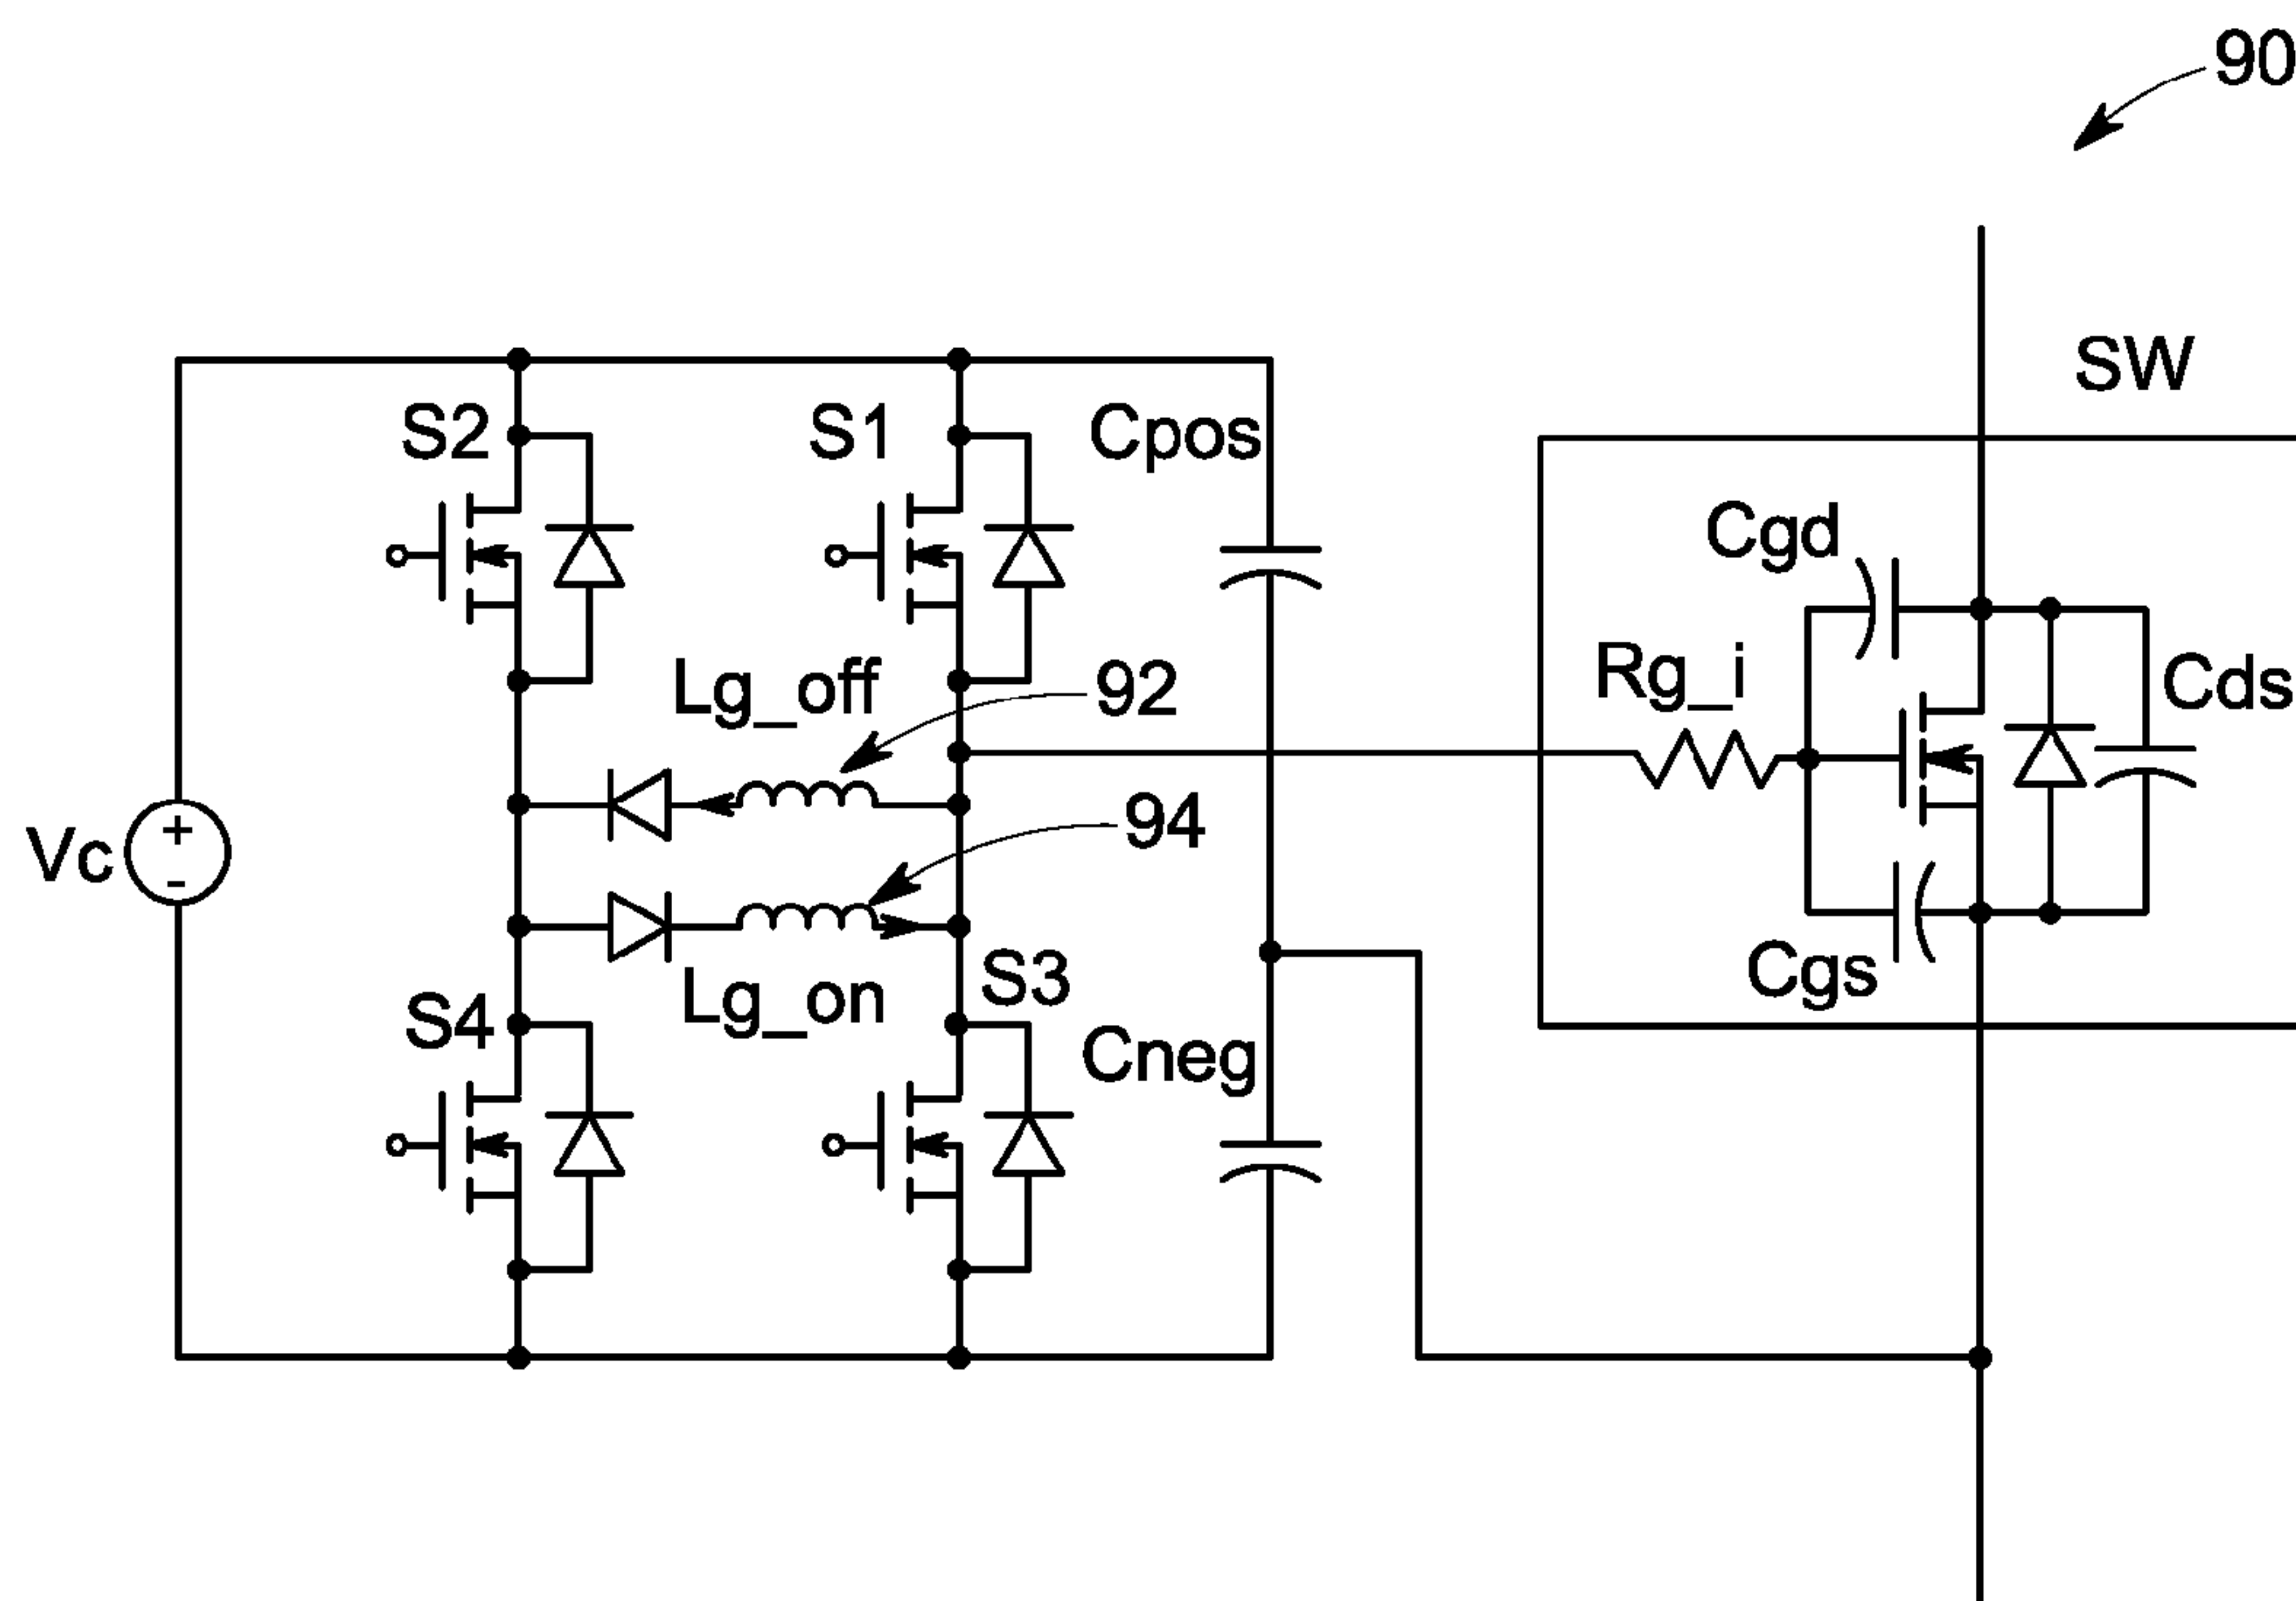 90
SW
S2
S1
Cpos
Cgd
Lg_off
92
Rg_i
Cds
94
Vc
+
-
S4
Lg_on
S3
Cneg
Cgs